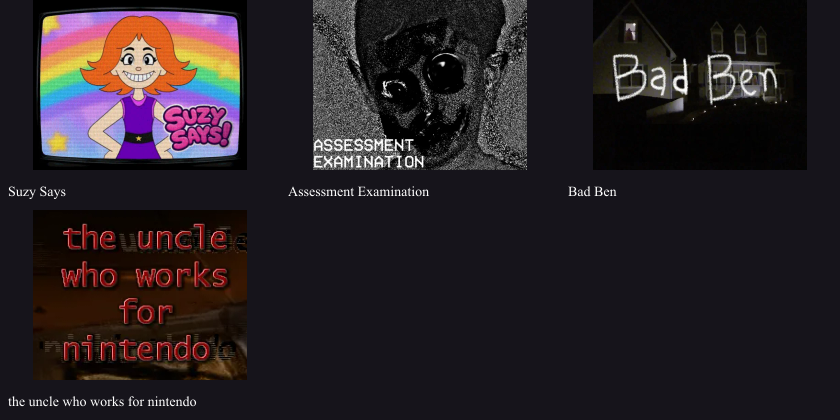 SUZY
SAYS!
ASSESSMENT
EXAMINATION
Bad Ben
Suzy Says
Assessment Examination
Bad Ben
the uncle
who works
for
nintendo
the uncle who works for nintendo